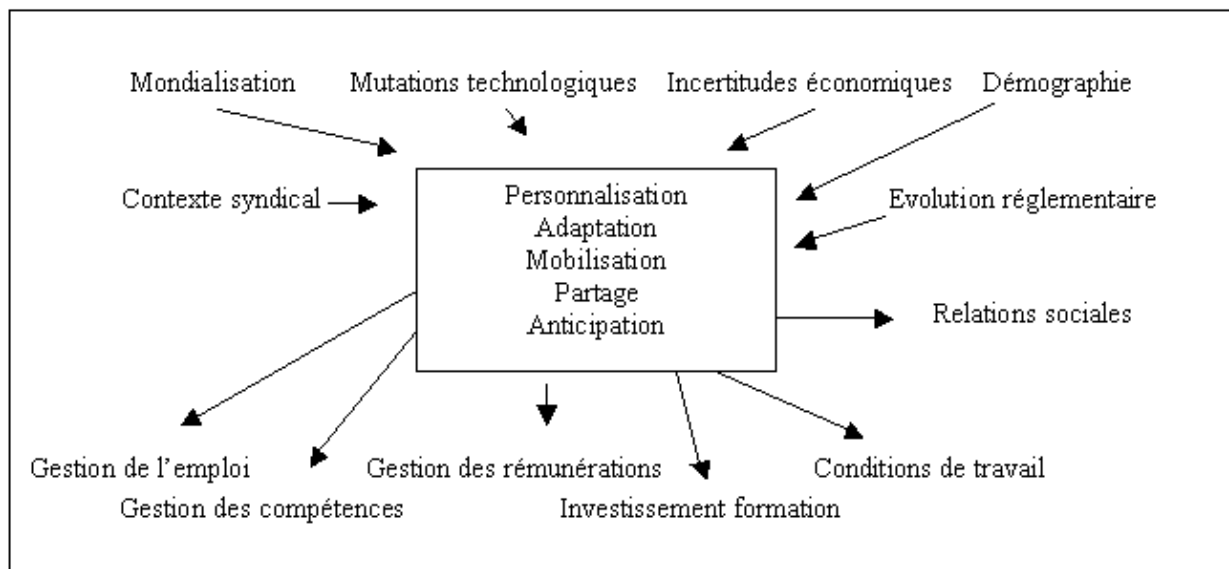 Mondialisation
Mutations technologiques
Incertitudes économiques
Démographie
Contexte syndical
Personnalisation
Adaptation
Mobilisation
Partage
Anticipation
Evolution réglementaire
Relations sociales
Gestion de l'emploi
Gestion des rémunérations
Conditions de travail
Gestion des compétences
Investissement formation